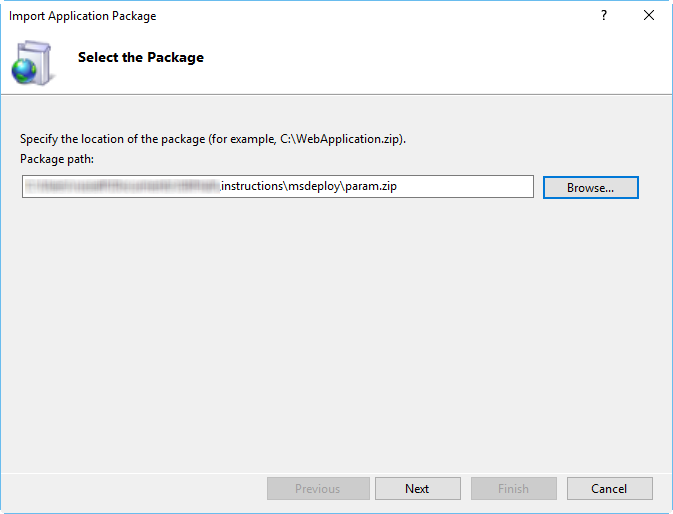 Import Application Package
?
Select the Package
Specify the location of the package (for example, C:\WebApplication.zip).
Package path:
instructions\msdeploy\param.zip
Browse...
Previous
Next
Finish
Cancel